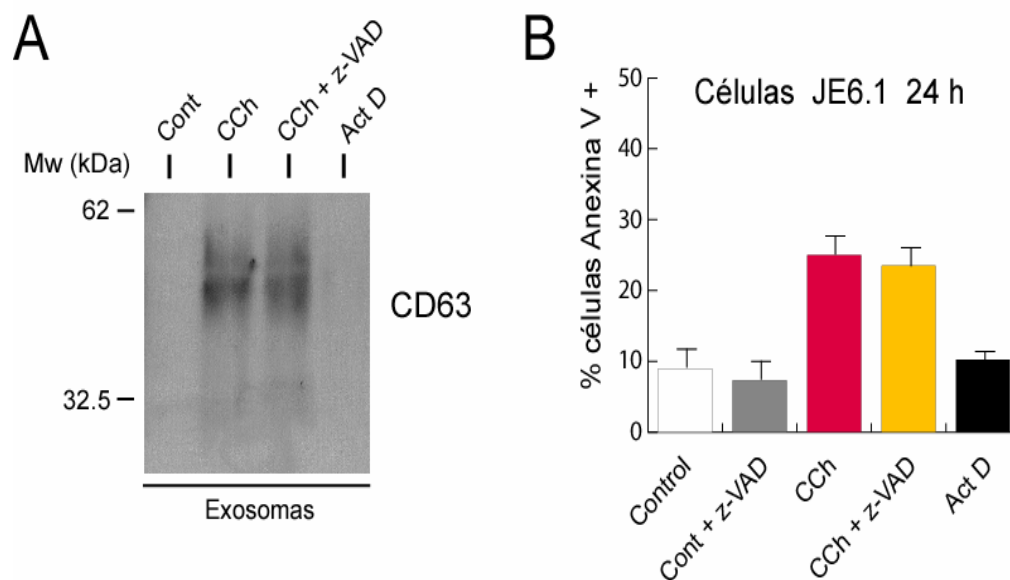 A
Cont
CCh
CCh + z-VAD
Act D
Mw (kDa)
62
32.5
CD63
Exosomas
B
Células JE6.1 24 h
% células Anexina V +
50
40
30
20
10
0
Control
Cont + z-VAD
CCh
CCh + z-VAD
Act D